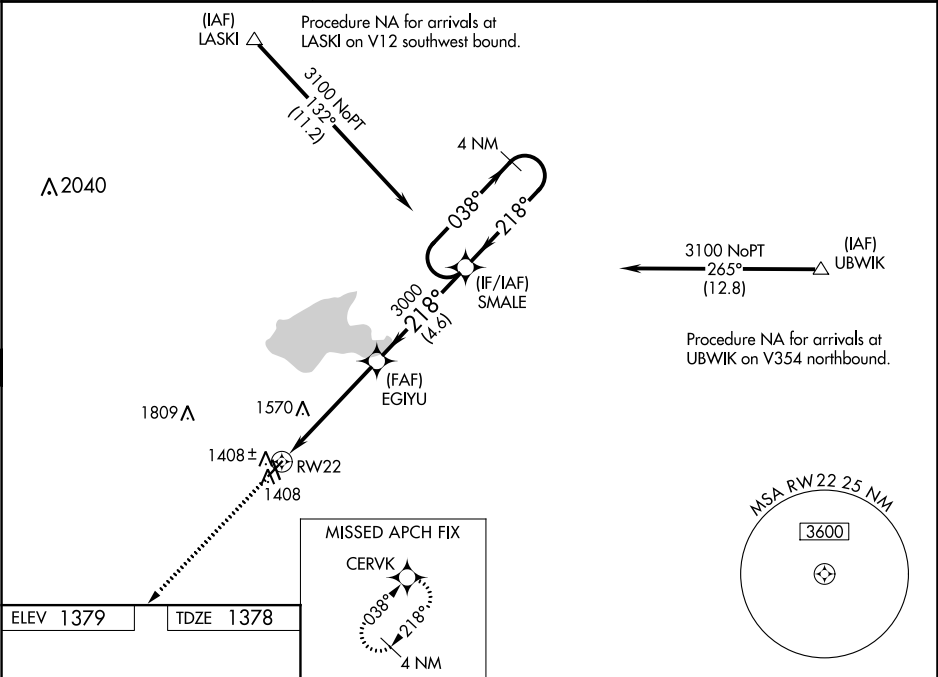 (IAF)
LASKI
Procedure NA for arrivals at
LASKI on V12 southwest bound.
3100 NoPT
132°
(11.2)
4 NM
038°
218°
2040
(IF/IAF)
SMALE
3100 NoPT
265°
(12.8)
(IAF)
UBWIK
3000
218°
(4.6)
Procedure NA for arrivals at
UBWIK on V354 northbound.
(FAF)
EGIYU
1809
1570
1408±
RW22
1408
MSA RW22 25 NM
3600
MISSED APCH FIX
CERVK
038°
218°
4 NM
ELEV 1379
TDZE 1378